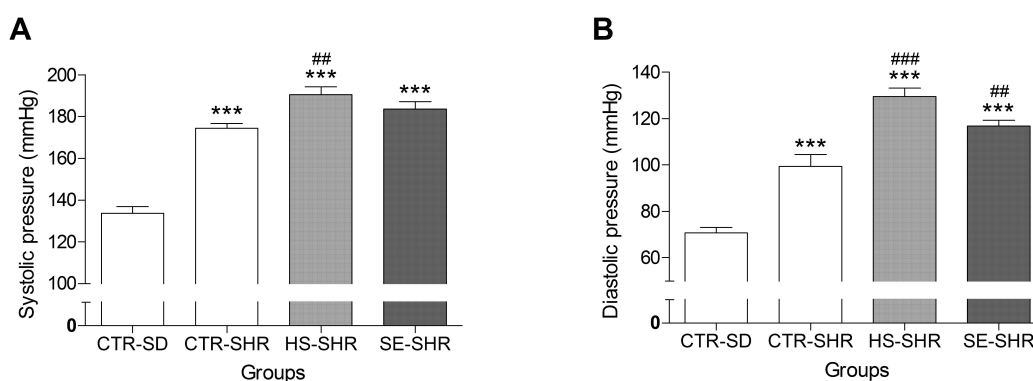 A
B
Systolic pressure (mmHg)
200
180
160
140
120
100
0
***
##
***
***
CTR-SD CTR-SHR HS-SHR SE-SHR
Groups
Diastolic pressure (mmHg)
140
120
100
80
60
0
***
###
***
##
***
CTR-SD CTR-SHR HS-SHR SE-SHR
Groups